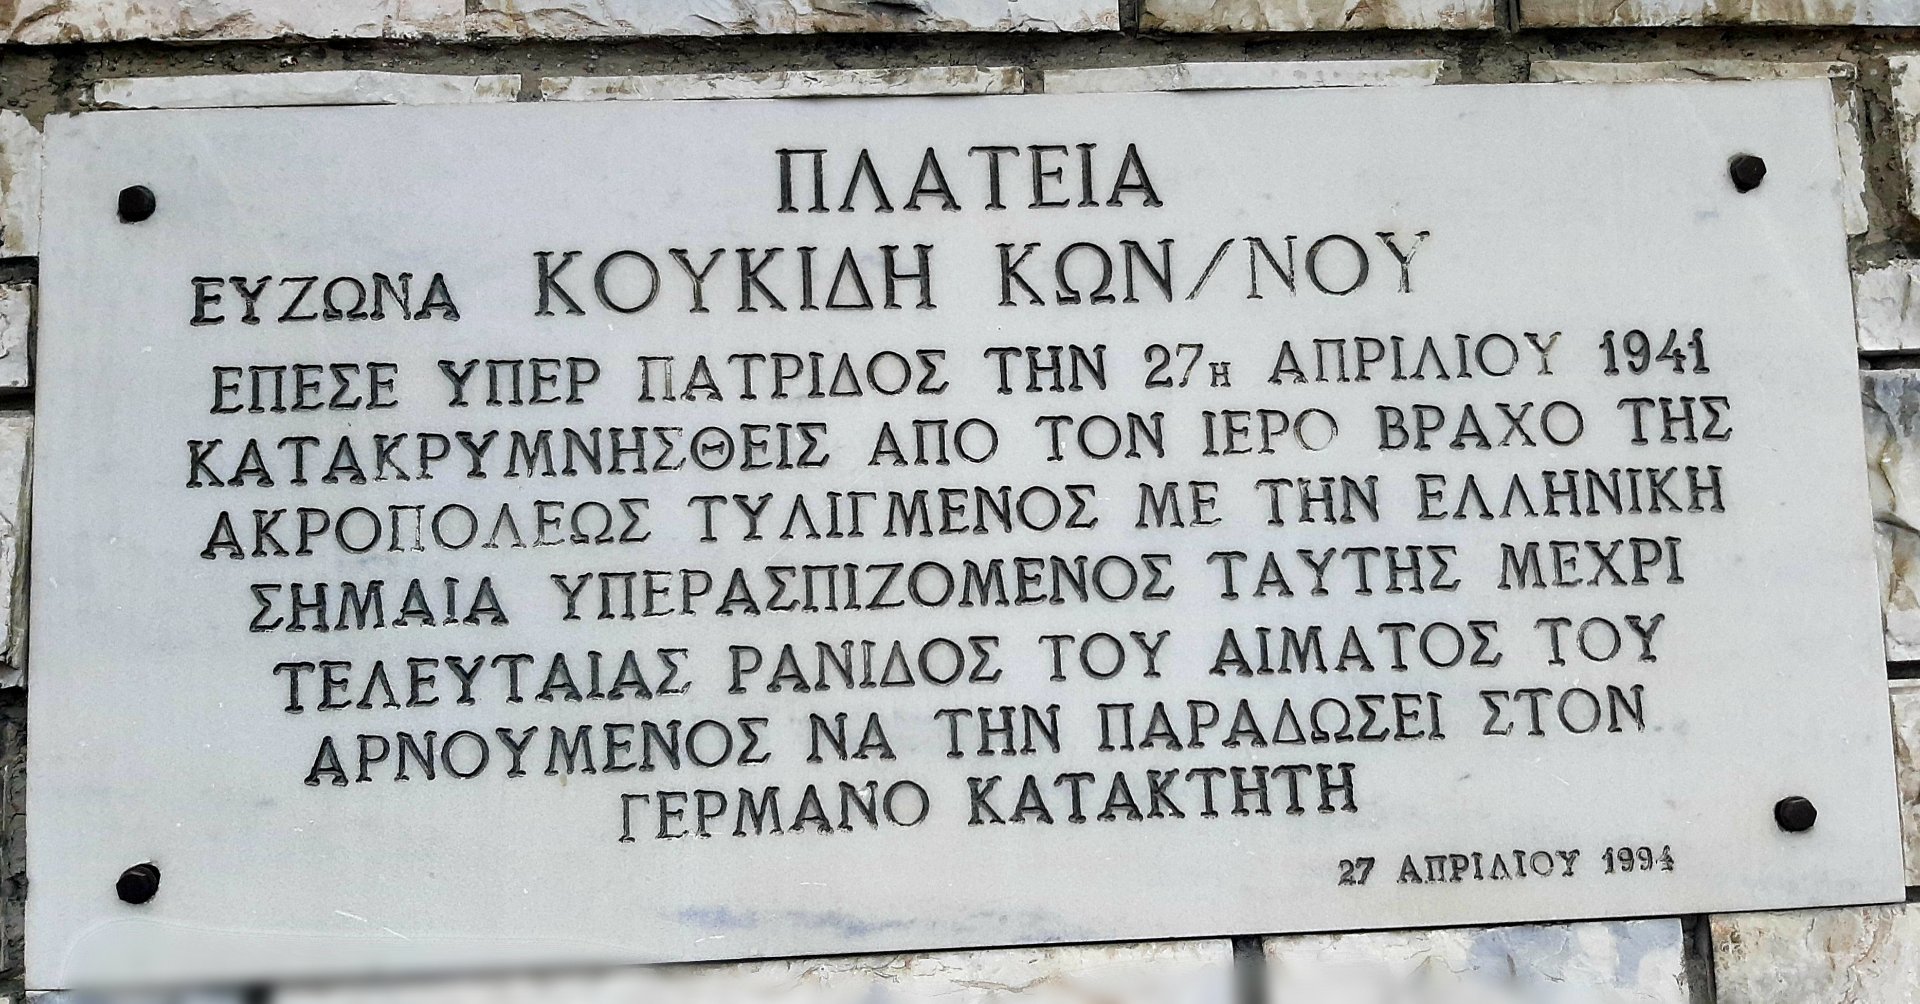 ΠΛΑΤΕΙΑ
ΕΥΖΩΝΑ ΚΟΥΚΙΔΗ ΚΩΝ/ΝΟΥ
ΕΠΕΣΕ ΥΠΕΡ ΠΑΤΡΙΔΟΣ ΤΗΝ 27Η ΑΠΡΙΛΙΟΥ 1941
ΚΑΤΑΚΡΥΜΝΗΣΘΕΙΣ ΑΠΟ ΤΟΝ ΙΕΡΟ ΒΡΑΧΟ ΤΗΣ
ΑΚΡΟΠΟΛΕΩΣ ΤΥΛΙΓΜΕΝΟΣ ΜΕ ΤΗΝ ΕΛΛΗΝΙΚΗ
ΣΗΜΑΙΑ ΥΠΕΡΑΣΠΙΖΟΜΕΝΟΣ ΤΑΥΤΗΣ ΜΕΧΡΙ
ΤΕΛΕΥΤΑΙΑΣ ΡΑΝΙΔΟΣ ΤΟΥ ΑΙΜΑΤΟΣ ΤΟΥ
ΑΡΝΟΥΜΕΝΟΣ ΝΑ ΤΗΝ ΠΑΡΑΔΩΣΕΙ ΣΤΟΝ
ΓΕΡΜΑΝΟ ΚΑΤΑΚΤΗΤΗ
27 ΑΠΡΙΛΙΟΥ 1994